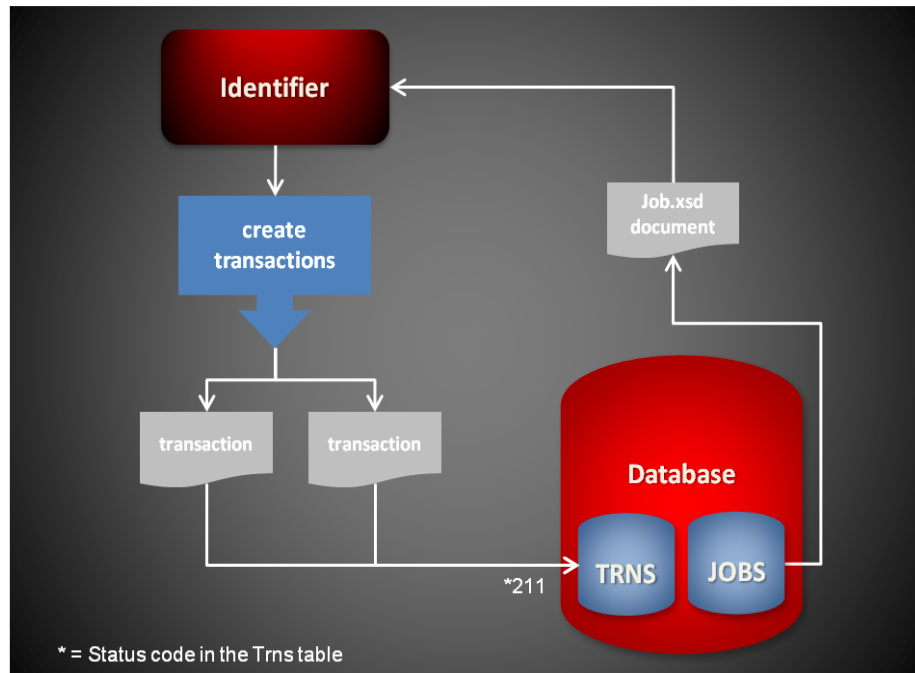 Identifier
Job.xsd
document
create
transactions
transaction
transaction
Database
TRNS
JOBS
*211
* = Status code in the Trns table